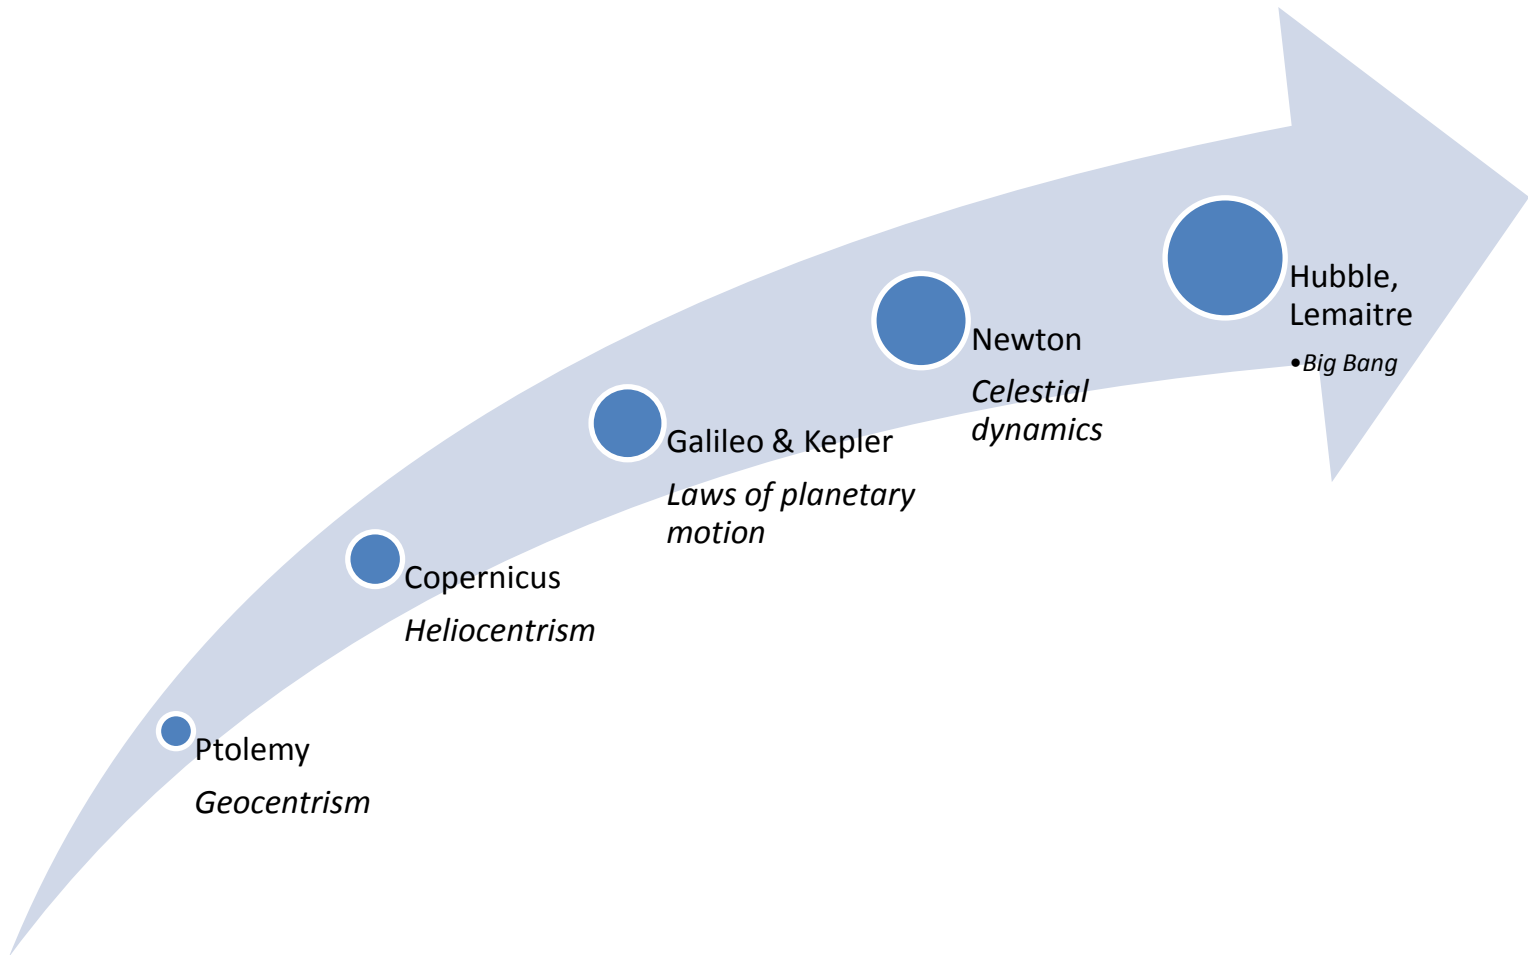 Hubble,
Lemaitre
•Big Bang
Newton
Celestial
dynamics
Galileo & Kepler
Laws of planetary
motion
Copernicus
Heliocentrism
Ptolemy
Geocentrism